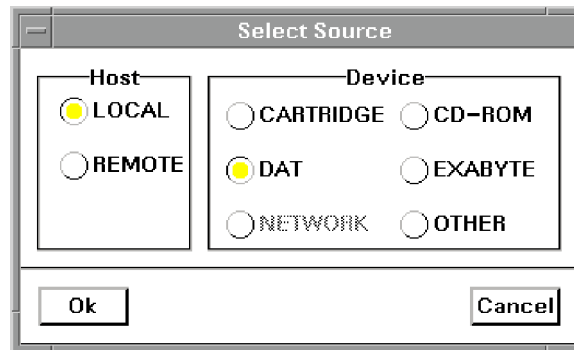 Select Source
Host
LOCAL
REMOTE
Device
CARTRIDGE CD-ROM
DAT EXABYTE
NETWORK OTHER
Ok Cancel